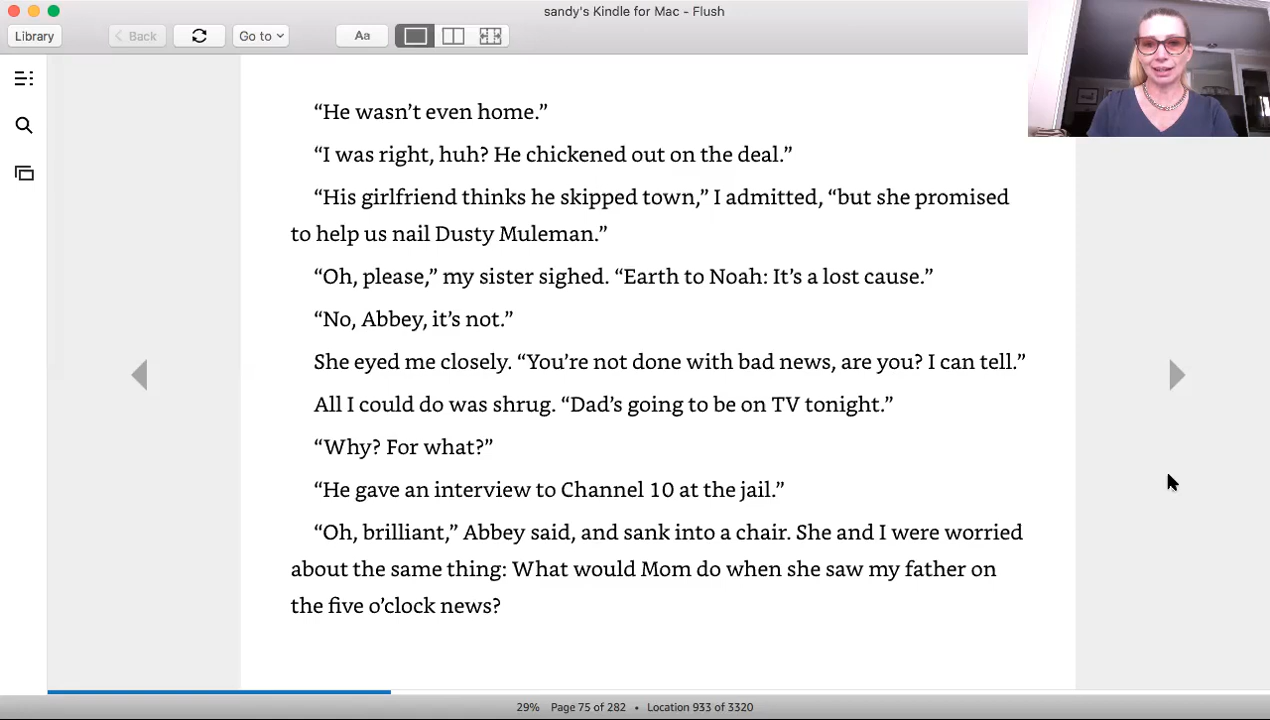 sandy's Kindle for Mac - Flush
Library
Back
Go to
Aa
“He wasn’t even home.”
“I was right, huh? He chickened out on the deal.”
“His girlfriend thinks he skipped town,” I admitted, “but she promised
to help us nail Dusty Muleman.”
“Oh, please,” my sister sighed. “Earth to Noah: It’s a lost cause.”
“No, Abbey, it’s not.”
She eyed me closely. “You’re not done with bad news, are you? I can tell.”
All I could do was shrug. “Dad’s going to be on TV tonight.”
“Why? For what?”
“He gave an interview to Channel 10 at the jail.”
“Oh, brilliant,” Abbey said, and sank into a chair. She and I were worried
about the same thing: What would Mom do when she saw my father on
the five o’clock news?
29% Page 75 of 282 • Location 933 of 3320